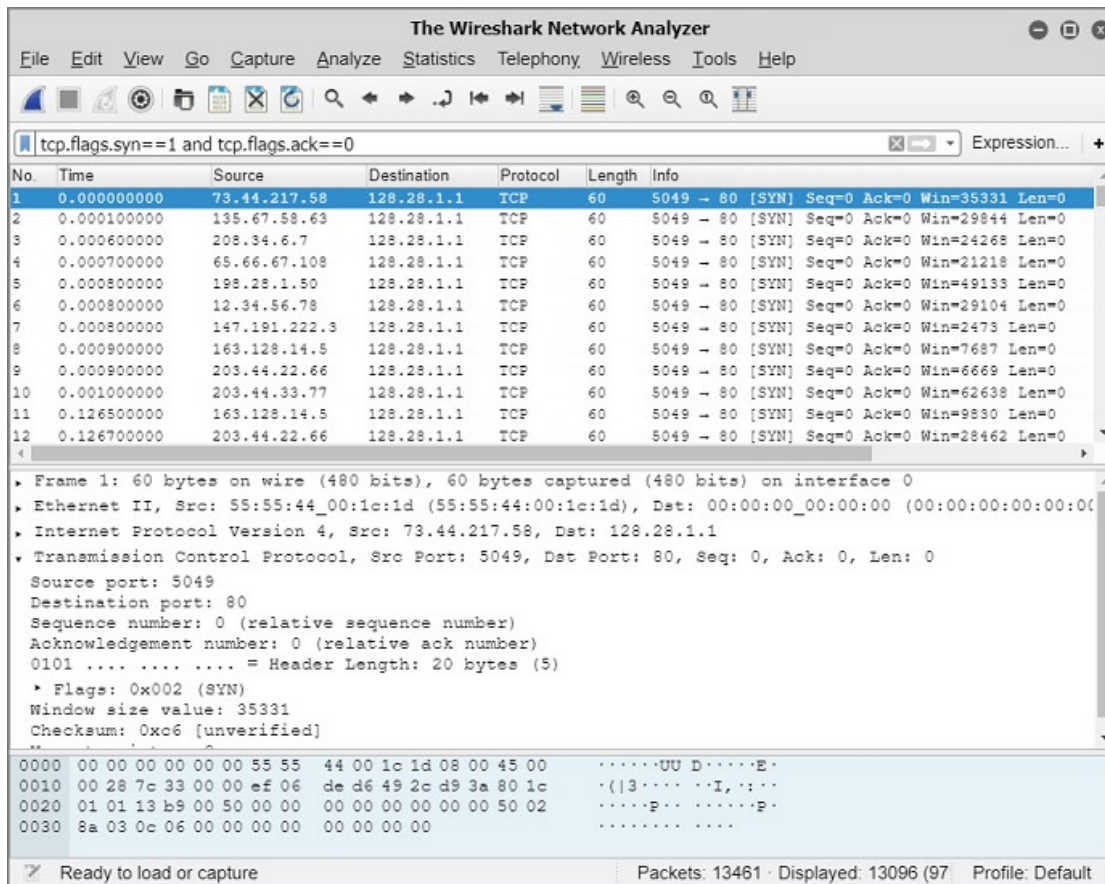 The Wireshark Network Analyzer
File Edit View Go Capture Analyze Statistics Telephony Wireless Tools Help
tcp.flags.syn==1 and tcp.flags.ack==0 Expression... +
No. Time Source Destination Protocol Length Info
1 0.000000000 73.44.217.58 128.28.1.1 TCP 60 5049 → 80 [SYN] Seq=0 Ack=0 Win=35331 Len=0
2 0.000100000 135.67.58.63 128.28.1.1 TCP 60 5049 → 80 [SYN] Seq=0 Ack=0 Win=29844 Len=0
3 0.000600000 208.34.6.7 128.28.1.1 TCP 60 5049 → 80 [SYN] Seq=0 Ack=0 Win=24268 Len=0
4 0.000700000 65.66.67.108 128.28.1.1 TCP 60 5049 → 80 [SYN] Seq=0 Ack=0 Win=21218 Len=0
5 0.000800000 198.28.1.50 128.28.1.1 TCP 60 5049 → 80 [SYN] Seq=0 Ack=0 Win=49133 Len=0
6 0.000800000 12.34.56.78 128.28.1.1 TCP 60 5049 → 80 [SYN] Seq=0 Ack=0 Win=29104 Len=0
7 0.000800000 147.191.222.3 128.28.1.1 TCP 60 5049 → 80 [SYN] Seq=0 Ack=0 Win=2473 Len=0
8 0.000900000 163.128.14.5 128.28.1.1 TCP 60 5049 → 80 [SYN] Seq=0 Ack=0 Win=7687 Len=0
9 0.000900000 203.44.22.66 128.28.1.1 TCP 60 5049 → 80 [SYN] Seq=0 Ack=0 Win=6669 Len=0
10 0.001000000 203.44.33.77 128.28.1.1 TCP 60 5049 → 80 [SYN] Seq=0 Ack=0 Win=62638 Len=0
11 0.126500000 163.128.14.5 128.28.1.1 TCP 60 5049 → 80 [SYN] Seq=0 Ack=0 Win=9830 Len=0
12 0.126700000 203.44.22.66 128.28.1.1 TCP 60 5049 → 80 [SYN] Seq=0 Ack=0 Win=28462 Len=0
Frame 1: 60 bytes on wire (480 bits), 60 bytes captured (480 bits) on interface 0
Ethernet II, Src: 55:55:44_00:1c:1d (55:55:44:00:1c:1d), Dst: 00:00:00_00:00:00 (00:00:00:00:00:00
Internet Protocol Version 4, Src: 73.44.217.58, Dst: 128.28.1.1
Transmission Control Protocol, Src Port: 5049, Dst Port: 80, Seq: 0, Ack: 0, Len: 0
Source port: 5049
Destination port: 80
Sequence number: 0 (relative sequence number)
Acknowledgement number: 0 (relative ack number)
0101 .... .... .... = Header Length: 20 bytes (5)
Flags: 0x002 (SYN)
Window size value: 35331
Checksum: 0xc6 [unverified]
0000 00 00 00 00 00 00 55 55 44 00 1c 1d 08 00 45 00 ······UU D·····E·
0010 00 28 7c 33 00 00 ef 06 de d6 49 2c d9 3a 80 1c ·(|3···· ··I,·:··
0020 01 01 13 b9 00 50 00 00 00 00 00 00 00 00 50 02 ·····P·· ······P·
0030 8a 03 0c 06 00 00 00 00 00 00 00 00 ········ ····
Ready to load or capture Packets: 13461 · Displayed: 13096 (97 Profile: Default